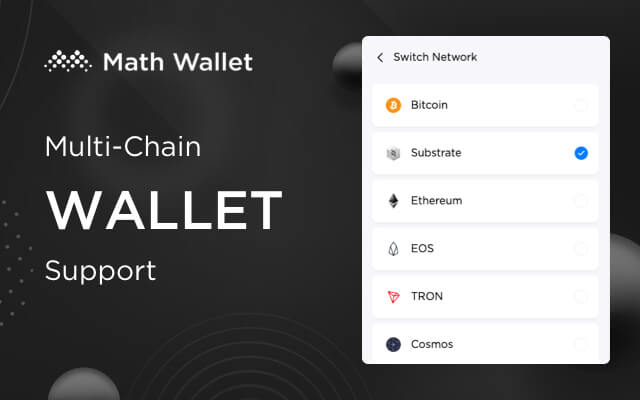 Math Wallet
Multi-Chain
WALLET
Support
Switch Network
Bitcoin
Substrate
Ethereum
EOS
TRON
Cosmos